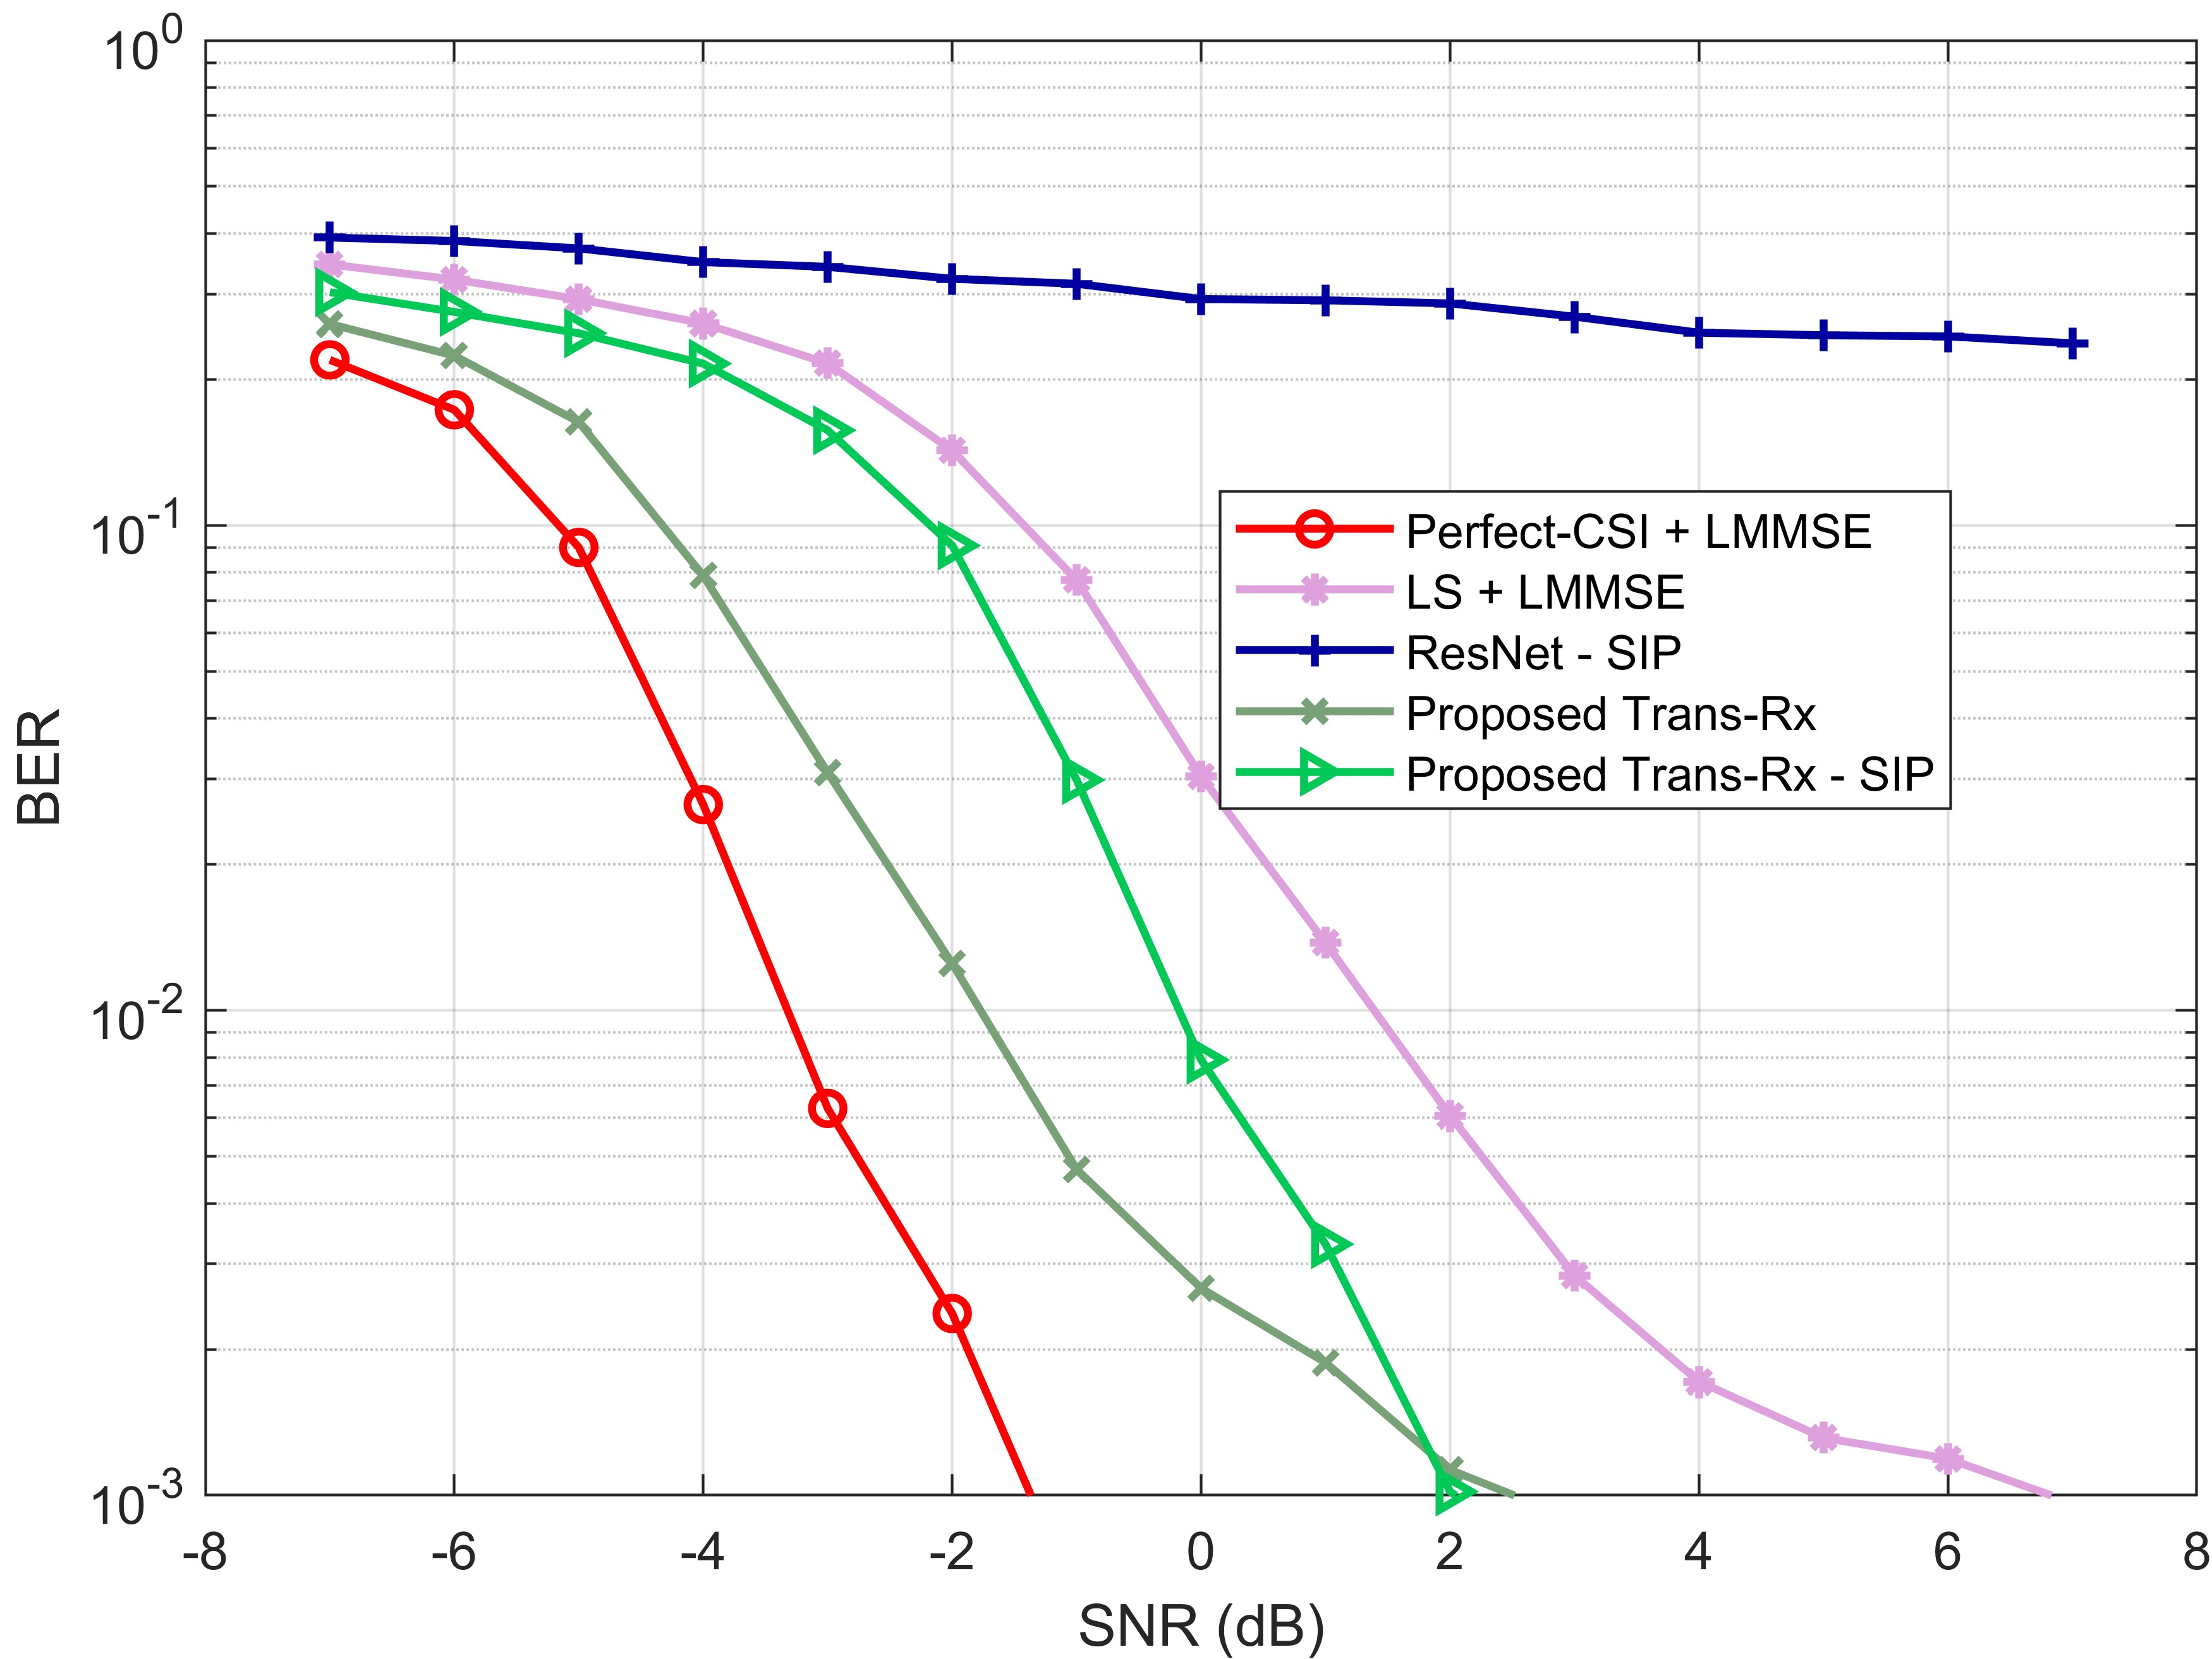 10^0
10^-1
10^-2
10^-3
BER
Perfect-CSI + LMMSE
LS + LMMSE
ResNet - SIP
Proposed Trans-Rx
Proposed Trans-Rx - SIP
-8 -6 -4 -2 0 2 4 6 8
SNR (dB)